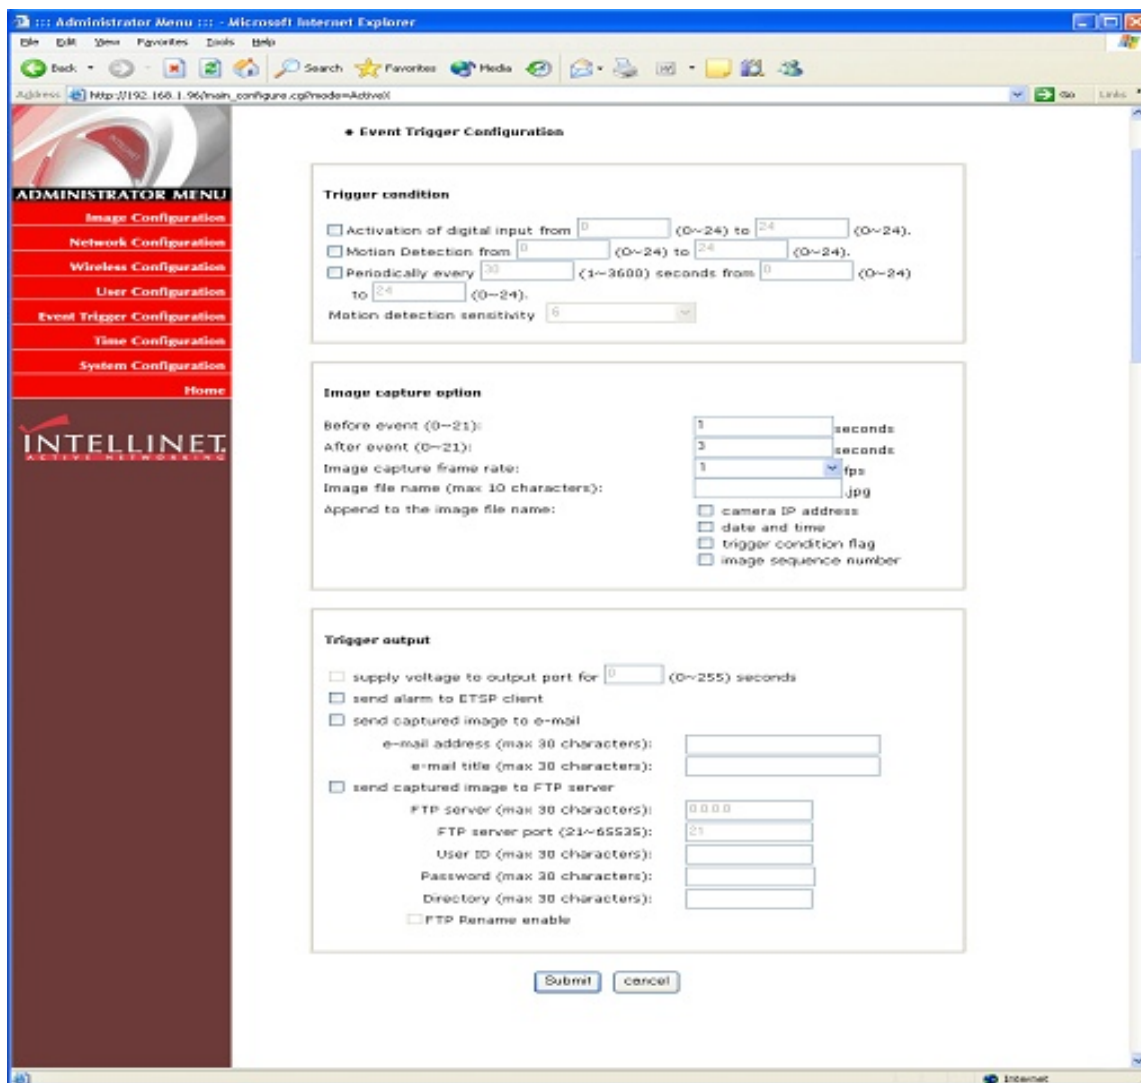 ::: Administrator Menu ::: - Microsoft Internet Explorer
File Edit View Favorites Tools Help
Back Search Favorites Media
Address http://192.168.1.96/main_configure.cgi?mode=ActiveX Go Links
INTELLINET
ADMINISTRATOR MENU
Image Configuration
Network Configuration
Wireless Configuration
User Configuration
Event Trigger Configuration
Time Configuration
System Configuration
Home
INTELLINET
ACTIVE NETWORKING
Event Trigger Configuration
Trigger condition
Activation of digital input from 0 (0~24) to 24 (0~24).
Motion Detection from 0 (0~24) to 24 (0~24).
Periodically every 30 (1~3600) seconds from 0 (0~24)
to 24 (0~24).
Motion detection sensitivity 6
Image capture option
Before event (0~21): 1 seconds
After event (0~21): 3 seconds
Image capture frame rate: 1 fps
Image file name (max 10 characters): .jpg
Append to the image file name: camera IP address
date and time
trigger condition flag
image sequence number
Trigger output
supply voltage to output port for 0 (0~255) seconds
send alarm to ETSP client
send captured image to e-mail
e-mail address (max 30 characters):
e-mail title (max 30 characters):
send captured image to FTP server
FTP server (max 30 characters): 0.0.0.0
FTP server port (21~65535): 21
User ID (max 30 characters):
Password (max 30 characters):
Directory (max 30 characters):
FTP Rename enable
Submit cancel
Internet